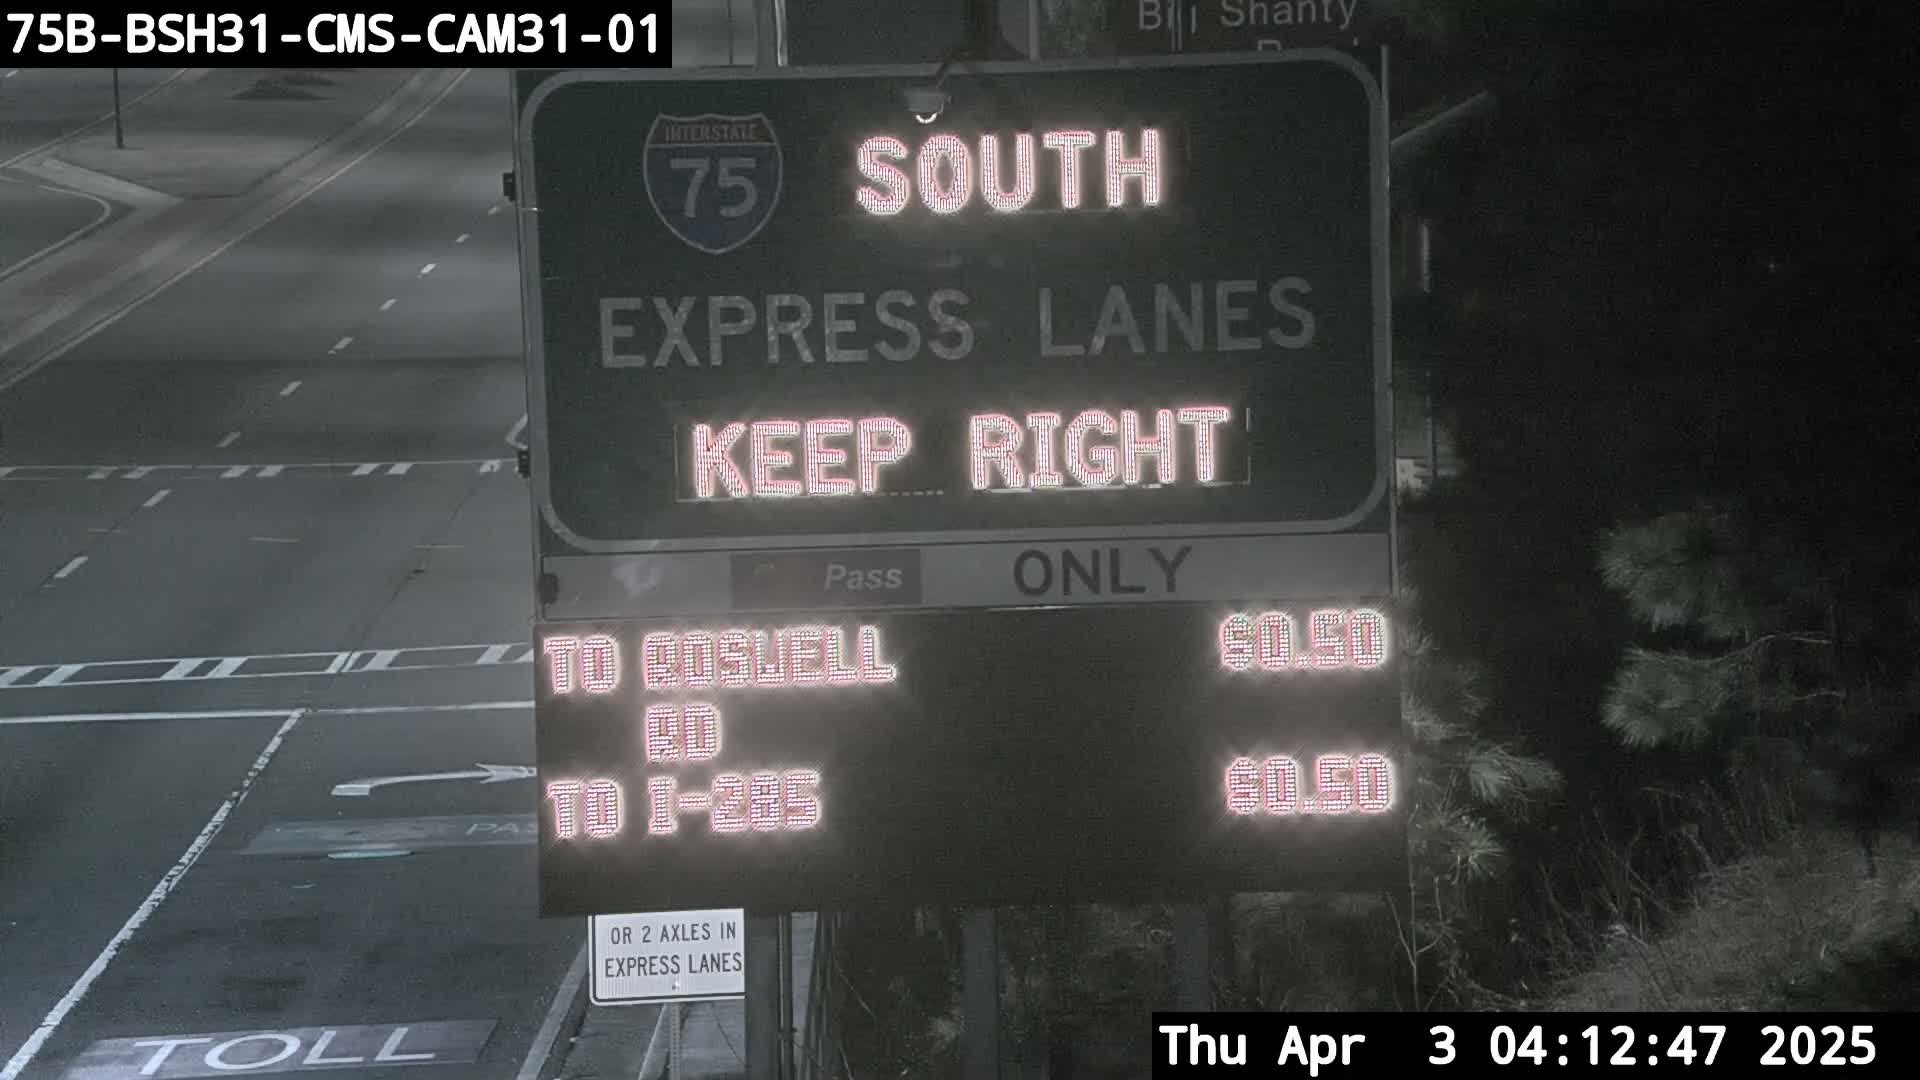 75B-BSH31-CMS-CAM31-01
Shanty
INTERSTATE
75
SOUTH
EXPRESS LANES
KEEP RIGHT
Pass ONLY
TO ROSWELL $0.50
RD
TO I-285 $0.50
OR 2 AXLES IN
EXPRESS LANES
TOLL
Thu Apr 3 04:12:47 2025